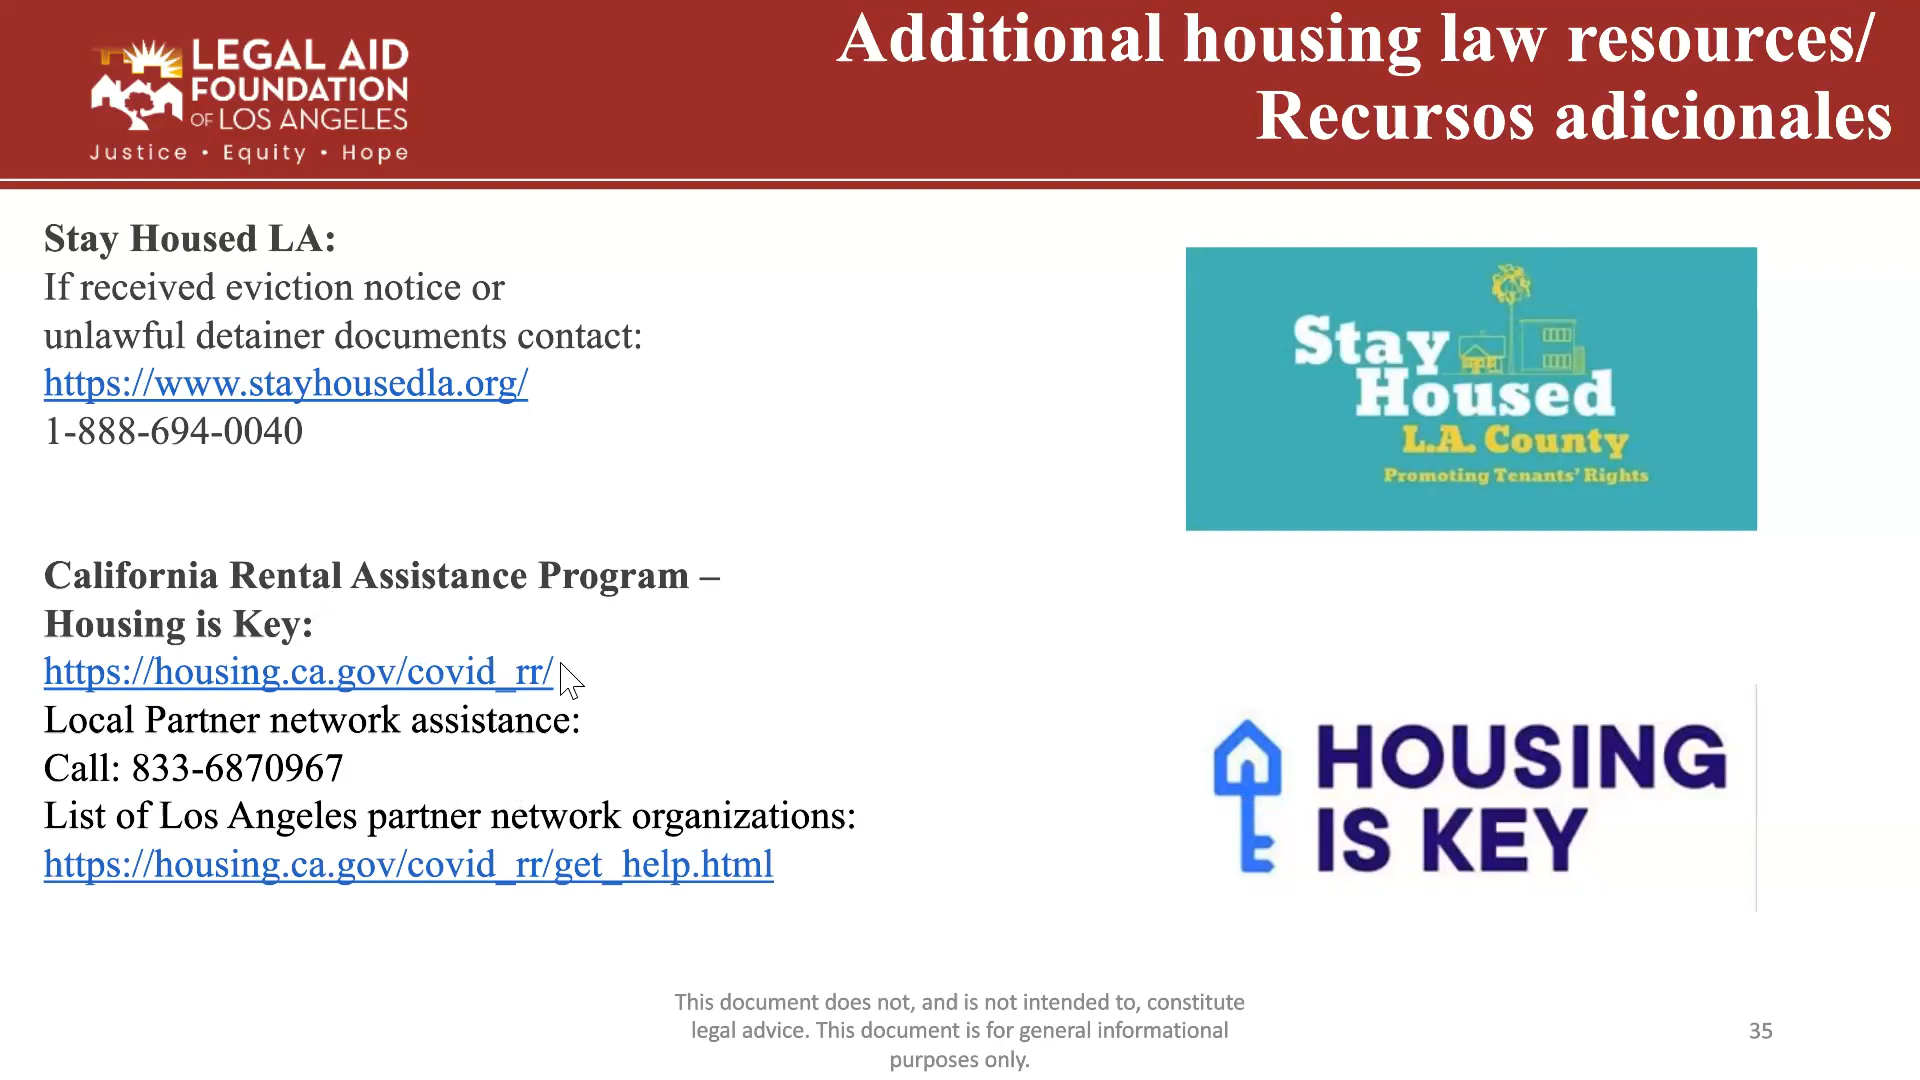 LEGAL AID
FOUNDATION
OF LOS ANGELES
Justice • Equity • Hope
Additional housing law resources/
Recursos adicionales
Stay Housed LA:
If received eviction notice or
unlawful detainer documents contact:
https://www.stayhousedla.org/
1-888-694-0040
Stay
Housed
L.A. County
Promoting Tenants' Rights
California Rental Assistance Program –
Housing is Key:
https://housing.ca.gov/covid_rr/
Local Partner network assistance:
Call: 833-6870967
List of Los Angeles partner network organizations:
https://housing.ca.gov/covid_rr/get_help.html
HOUSING
IS KEY
This document does not, and is not intended to, constitute
legal advice. This document is for general informational
purposes only.
35